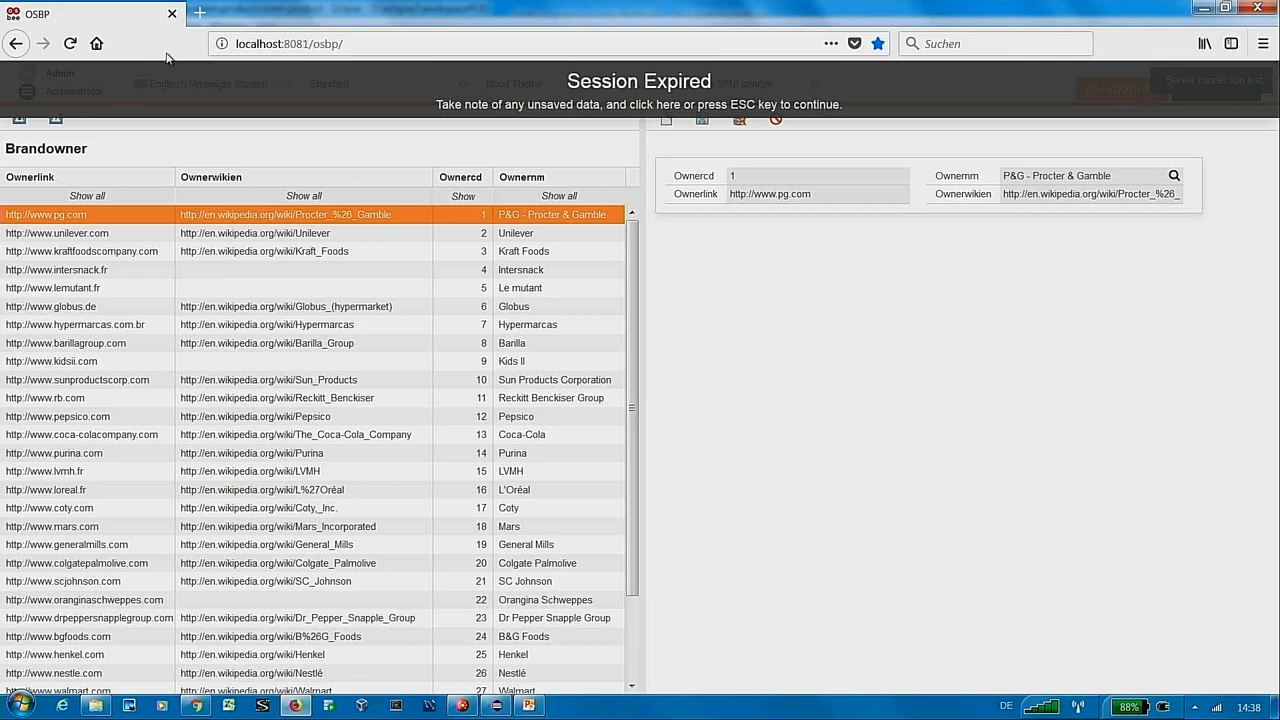 OSBP
localhost:8081/osbp/
Suchen
Session Expired
Take note of any unsaved data, and click here or press ESC key to continue.
Admin
Administrator
Standard
Server connection lost
Brandowner
Ownerlink Ownerwikien Ownercd Ownernm
Show all Show all Show Show all
http://www.pg.com http://en.wikipedia.org/wiki/Procter_%26_Gamble 1 P&G - Procter & Gamble
http://www.unilever.com http://en.wikipedia.org/wiki/Unilever 2 Unilever
http://www.kraftfoodscompany.com http://en.wikipedia.org/wiki/Kraft_Foods 3 Kraft Foods
http://www.intersnack.fr 4 Intersnack
http://www.lemutant.fr 5 Le mutant
http://www.globus.de http://en.wikipedia.org/wiki/Globus_(hypermarket) 6 Globus
http://www.hypermarcas.com.br http://en.wikipedia.org/wiki/Hypermarcas 7 Hypermarcas
http://www.barillagroup.com http://en.wikipedia.org/wiki/Barilla_Group 8 Barilla
http://www.kidsii.com 9 Kids II
http://www.sunproductscorp.com http://en.wikipedia.org/wiki/Sun_Products 10 Sun Products Corporation
http://www.rb.com http://en.wikipedia.org/wiki/Reckitt_Benckiser 11 Reckitt Benckiser Group
http://www.pepsico.com http://en.wikipedia.org/wiki/Pepsico 12 Pepsico
http://www.coca-colacompany.com http://en.wikipedia.org/wiki/The_Coca-Cola_Company 13 Coca-Cola
http://www.purina.com http://en.wikipedia.org/wiki/Purina 14 Purina
http://www.lvmh.fr http://en.wikipedia.org/wiki/LVMH 15 LVMH
http://www.loreal.fr http://en.wikipedia.org/wiki/L%27Oréal 16 L'Oréal
http://www.coty.com http://en.wikipedia.org/wiki/Coty,_Inc. 17 Coty
http://www.mars.com http://en.wikipedia.org/wiki/Mars_Incorporated 18 Mars
http://www.generalmills.com http://en.wikipedia.org/wiki/General_Mills 19 General Mills
http://www.colgatepalmolive.com http://en.wikipedia.org/wiki/Colgate_Palmolive 20 Colgate Palmolive
http://www.scjohnson.com http://en.wikipedia.org/wiki/SC_Johnson 21 SC Johnson
http://www.oranginaschweppes.com 22 Orangina Schweppes
http://www.drpeppersnapplegroup.com http://en.wikipedia.org/wiki/Dr_Pepper_Snapple_Group 23 Dr Pepper Snapple Group
http://www.bgfoods.com http://en.wikipedia.org/wiki/B%26G_Foods 24 B&G Foods
http://www.henkel.com http://en.wikipedia.org/wiki/Henkel 25 Henkel
http://www.nestle.com http://en.wikipedia.org/wiki/Nestlé 26 Nestlé
http://www.walmart.com http://en.wikipedia.org/wiki/Walmart 27 Walmart
Ownercd 1 Ownernm P&G - Procter & Gamble
Ownerlink http://www.pg.com Ownerwikien http://en.wikipedia.org/wiki/Procter_%26_
DE 88% 14:38